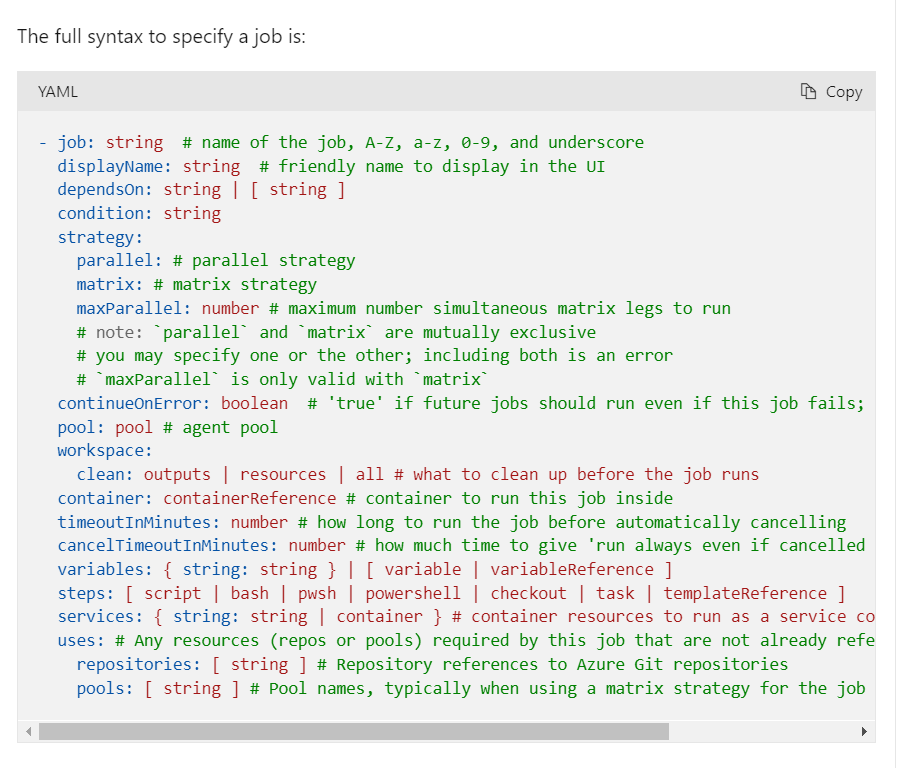 The full syntax to specify a job is:
YAML
Copy
- job: string  # name of the job, A-Z, a-z, 0-9, and underscore
  displayName: string  # friendly name to display in the UI
  dependsOn: string | [ string ]
  condition: string
  strategy:
    parallel: # parallel strategy
    matrix: # matrix strategy
    maxParallel: number # maximum number simultaneous matrix legs to run
    # note: `parallel` and `matrix` are mutually exclusive
    # you may specify one or the other; including both is an error
    # `maxParallel` is only valid with `matrix`
  continueOnError: boolean  # 'true' if future jobs should run even if this job fails;
  pool: pool # agent pool
  workspace:
    clean: outputs | resources | all # what to clean up before the job runs
  container: containerReference # container to run this job inside
  timeoutInMinutes: number # how long to run the job before automatically cancelling
  cancelTimeoutInMinutes: number # how much time to give 'run always even if cancelled
  variables: { string: string } | [ variable | variableReference ]
  steps: [ script | bash | pwsh | powershell | checkout | task | templateReference ]
  services: { string: string | container } # container resources to run as a service co
  uses: # Any resources (repos or pools) required by this job that are not already refe
    repositories: [ string ] # Repository references to Azure Git repositories
    pools: [ string ] # Pool names, typically when using a matrix strategy for the job